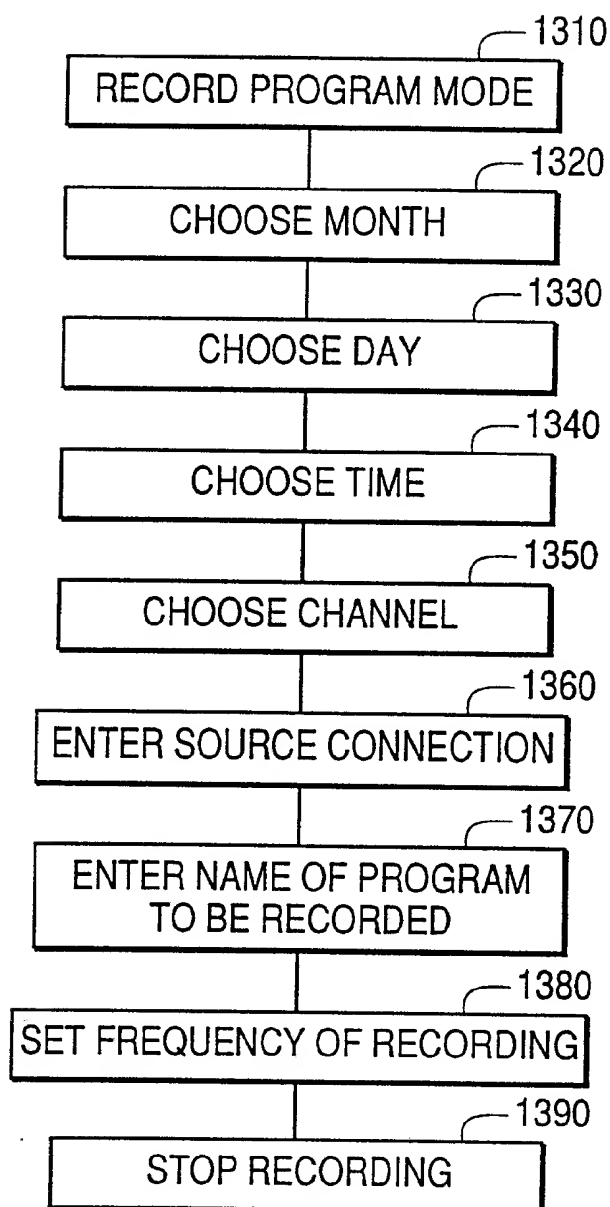 1310
RECORD PROGRAM MODE
1320
CHOOSE MONTH
1330
CHOOSE DAY
1340
CHOOSE TIME
1350
CHOOSE CHANNEL
1360
ENTER SOURCE CONNECTION
1370
ENTER NAME OF PROGRAM
TO BE RECORDED
1380
SET FREQUENCY OF RECORDING
1390
STOP RECORDING